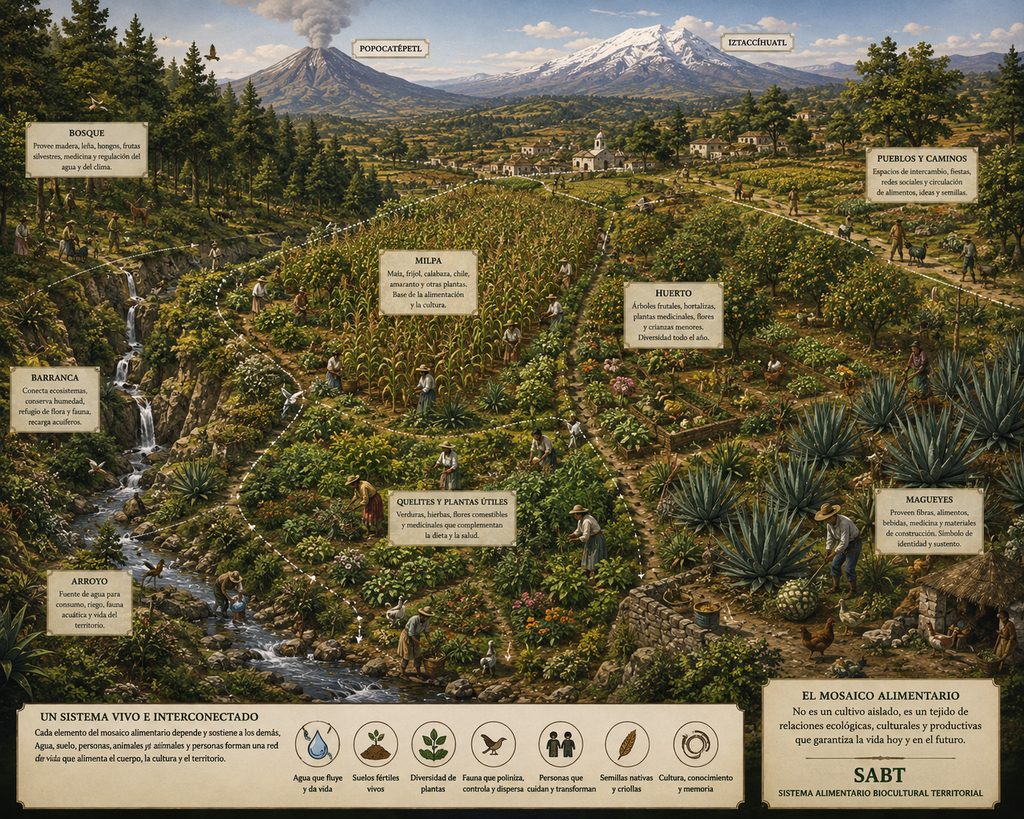 POPOCATÉPETL
IZTACCÍHUATL
BOSQUE
Provee madera, leña, hongos, frutas
silvestres, medicina y regulación del
agua y del clima.
PUEBLOS Y CAMINOS
Espacios de intercambio, fiestas,
redes sociales y circulación
de alimentos, ideas y semillas.
MILPA
Maíz, frijol, calabaza, chile,
amaranto y otras plantas.
Base de la alimentación
y la cultura.
HUERTO
Árboles frutales, hortalizas,
plantas medicinales, flores
y crianzas menores.
Diversidad todo el año.
BARRANCA
Conecta ecosistemas,
conserva humedad,
refugio de flora y fauna,
recarga acuíferos.
QUELITES Y PLANTAS ÚTILES
Verduras, hierbas, flores comestibles
y medicinales que complementan
la dieta y la salud.
MAGUEYES
Proveen fibras, alimentos,
bebidas, medicina y materiales
de construcción. Símbolo de
identidad y sustento.
ARROYO
Fuente de agua para
consumo, riego, fauna
acuática y vida del
territorio.
UN SISTEMA VIVO E INTERCONECTADO
Cada elemento del mosaico alimentario depende y sostiene a los demás.
Agua, suelo, personas, animales y personas forman una red
de vida que alimenta el cuerpo, la cultura y el territorio.
Agua que fluye
y da vida
Suelos fértiles
vivos
Diversidad de
plantas
Fauna que poliniza,
controla y dispersa
Personas que
cuidan y transforman
Semillas nativas
y criollas
Cultura, conocimiento
y memoria
EL MOSAICO ALIMENTARIO
No es un cultivo aislado, es un tejido de
relaciones ecológicas, culturales y productivas
que garantiza la vida hoy y en el futuro.
SABT
SISTEMA ALIMENTARIO BIOCULTURAL TERRITORIAL